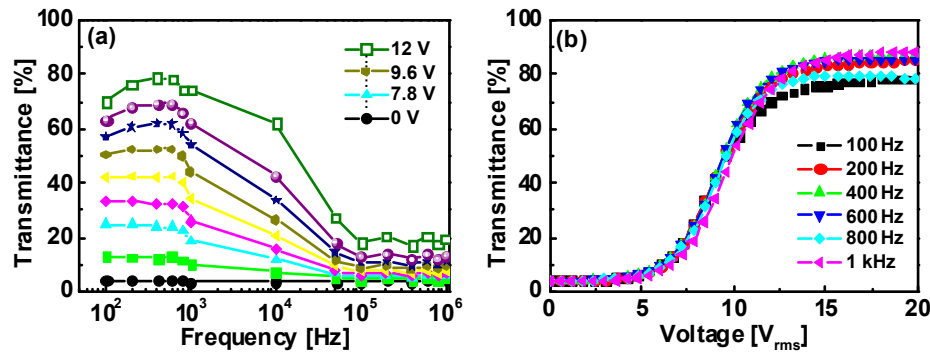 (a)
Transmittance [%]
100
80
60
40
20
0
12 V
9.6 V
7.8 V
0 V
10² 10³ 10⁴ 10⁵ 10⁶
Frequency [Hz]
(b)
Transmittance [%]
100
80
60
40
20
0
100 Hz
200 Hz
400 Hz
600 Hz
800 Hz
1 kHz
0 5 10 15 20
Voltage [Vrms]